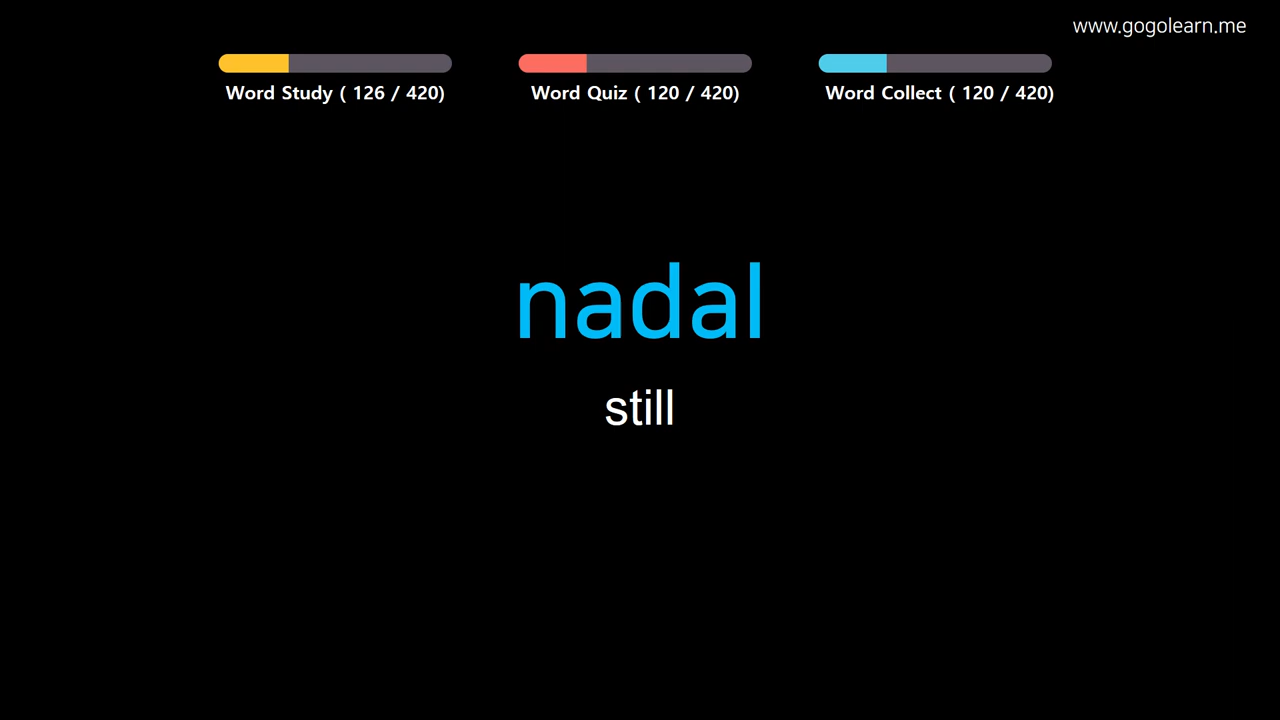 www.gogolearn.me
Word Study ( 126 / 420)
Word Quiz ( 120 / 420)
Word Collect ( 120 / 420)
nadal
still